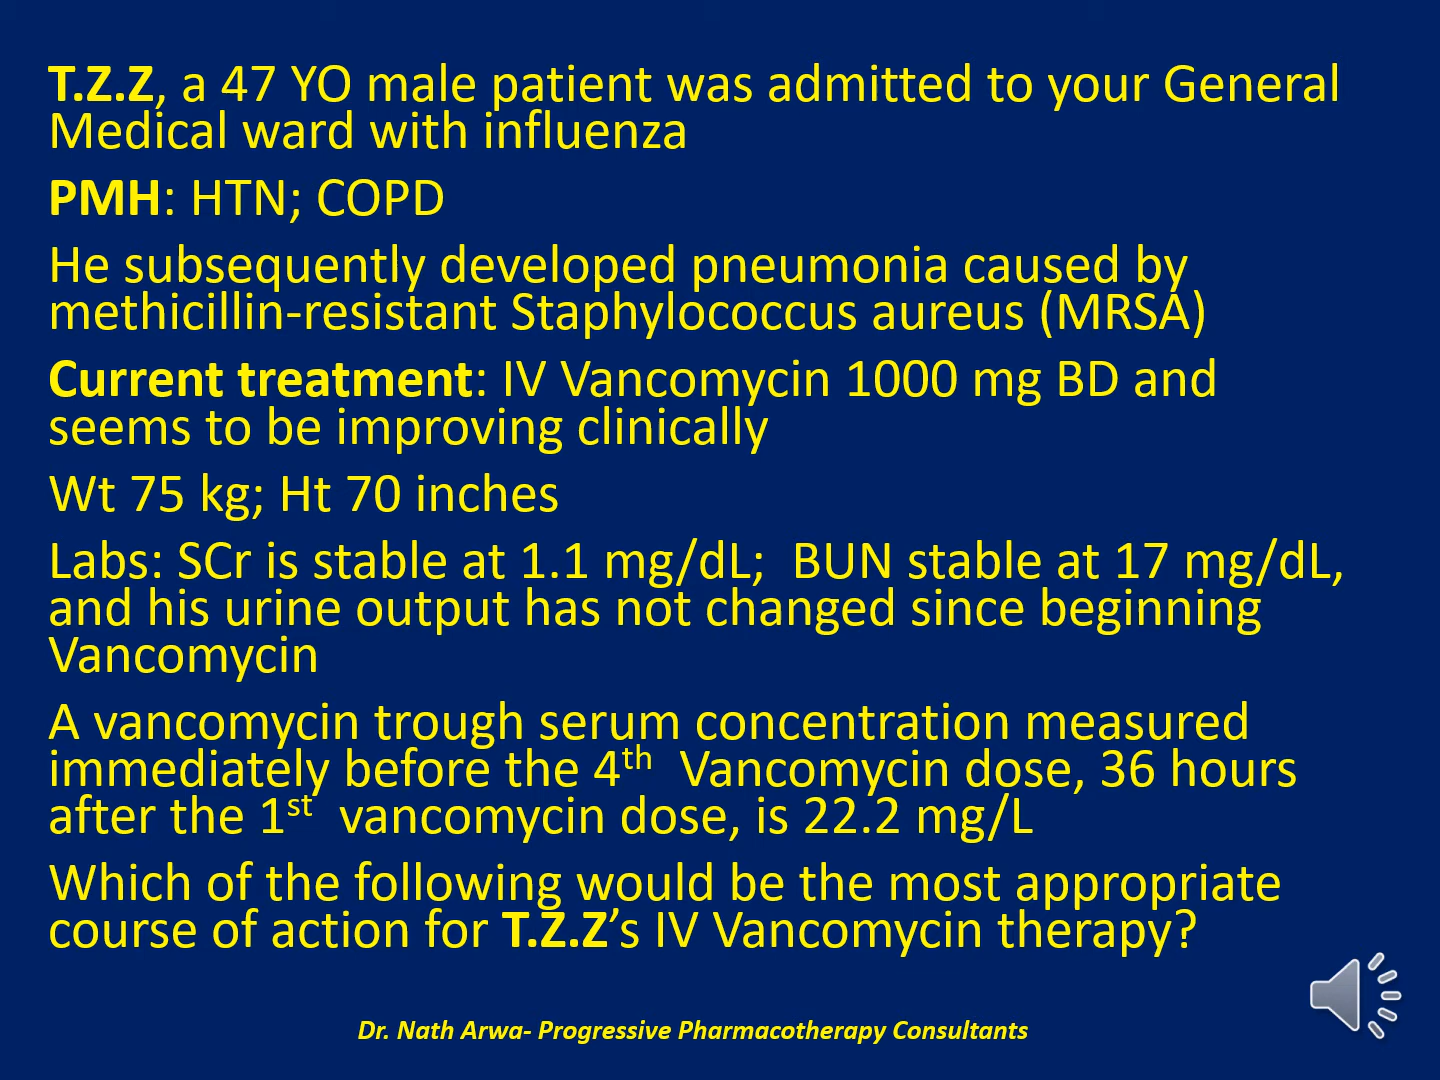 T.Z.Z, a 47 YO male patient was admitted to your General
Medical ward with influenza
PMH: HTN; COPD
He subsequently developed pneumonia caused by
methicillin-resistant Staphylococcus aureus (MRSA)
Current treatment: IV Vancomycin 1000 mg BD and
seems to be improving clinically
Wt 75 kg; Ht 70 inches
Labs: SCr is stable at 1.1 mg/dL;  BUN stable at 17 mg/dL,
and his urine output has not changed since beginning
Vancomycin
A vancomycin trough serum concentration measured
immediately before the 4th  Vancomycin dose, 36 hours
after the 1st  vancomycin dose, is 22.2 mg/L
Which of the following would be the most appropriate
course of action for T.Z.Z’s IV Vancomycin therapy?
Dr. Nath Arwa- Progressive Pharmacotherapy Consultants